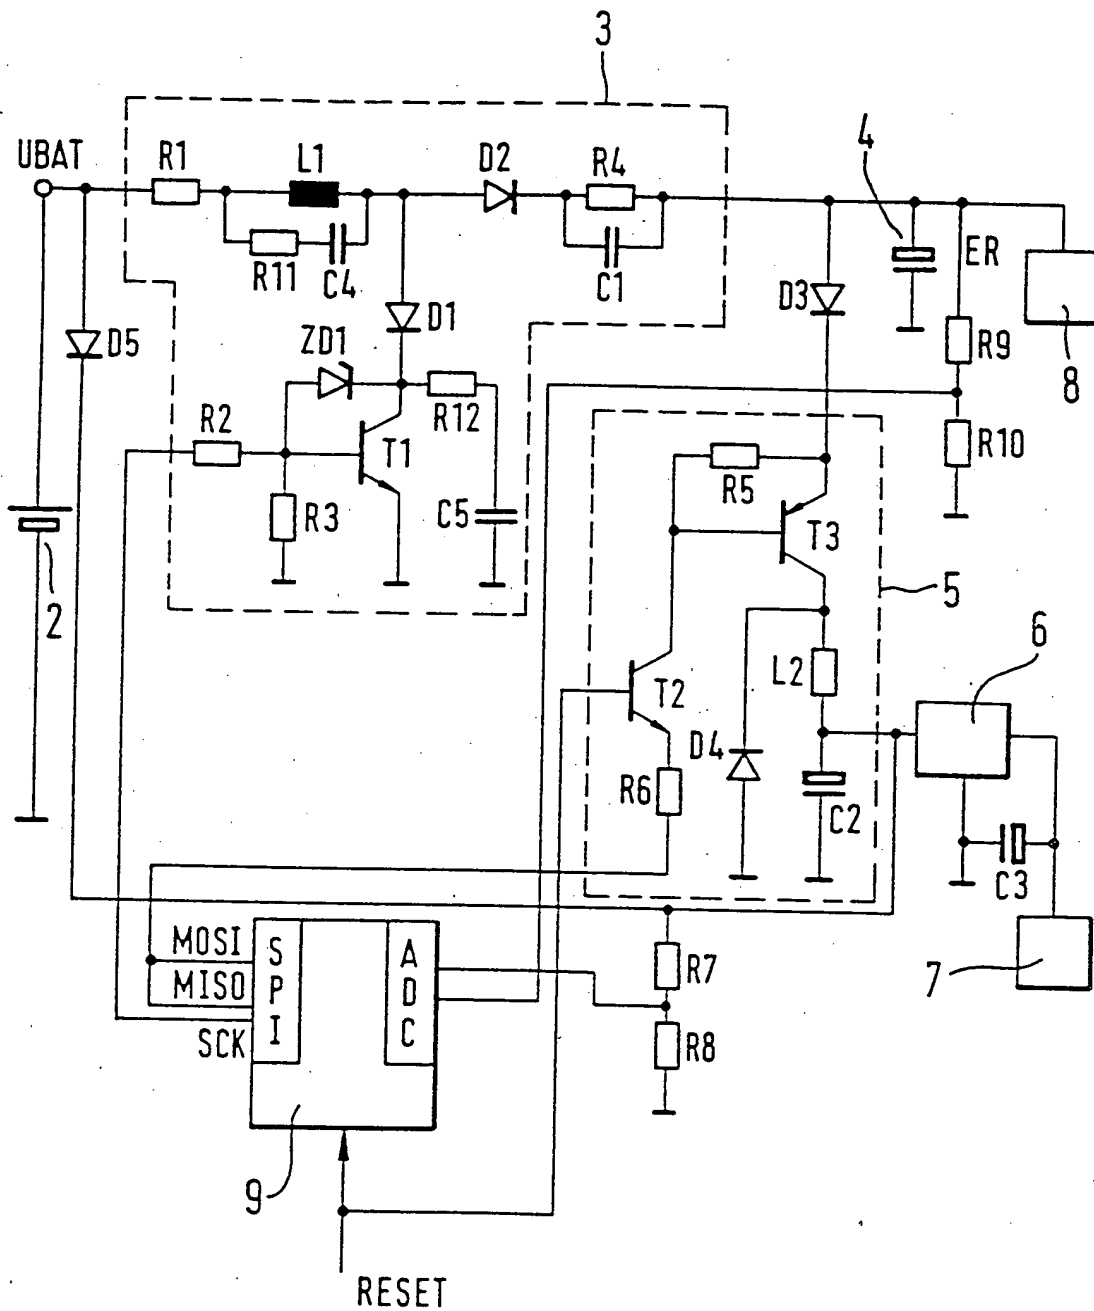 3
UBAT
R1
L1
D2
R4
4
R11
C4
C1
ER
D3
D5
ZD1
D1
R9
8
R2
R12
T1
R10
R5
R3
C5
T3
2
5
6
L2
T2
D4
R6
C2
C3
MOSI
S
A
R7
7
MISO
P
D
SCK
I
C
R8
9
RESET